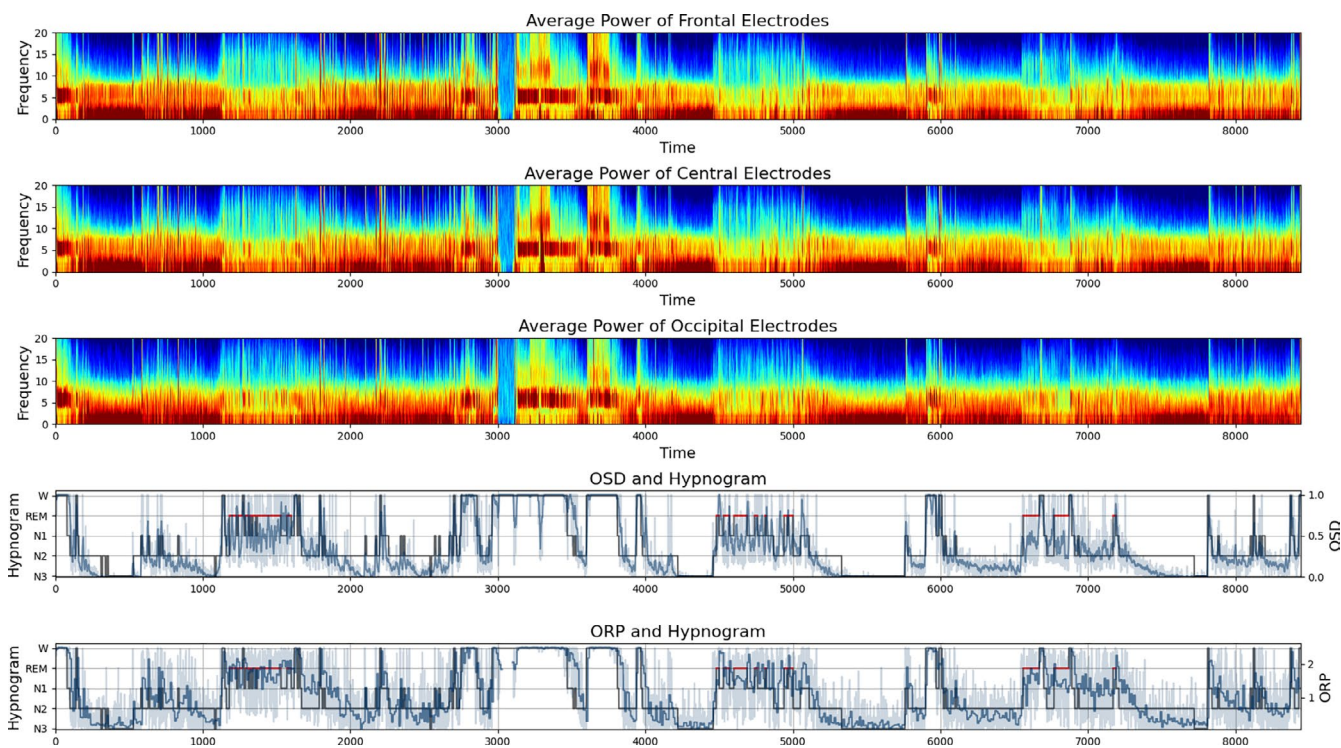 Average Power of Frontal Electrodes
Frequency
20
15
10
5
0
0 1000 2000 3000 4000 5000 6000 7000 8000
Time
Average Power of Central Electrodes
Frequency
20
15
10
5
0
0 1000 2000 3000 4000 5000 6000 7000 8000
Time
Average Power of Occipital Electrodes
Frequency
20
15
10
5
0
0 1000 2000 3000 4000 5000 6000 7000 8000
Time
OSD and Hypnogram
Hypnogram
W
REM
N1
N2
N3
1.0
0.5
0.0
OSD
0 1000 2000 3000 4000 5000 6000 7000 8000
ORP and Hypnogram
Hypnogram
W
REM
N1
N2
N3
2
1
ORP
0 1000 2000 3000 4000 5000 6000 7000 8000